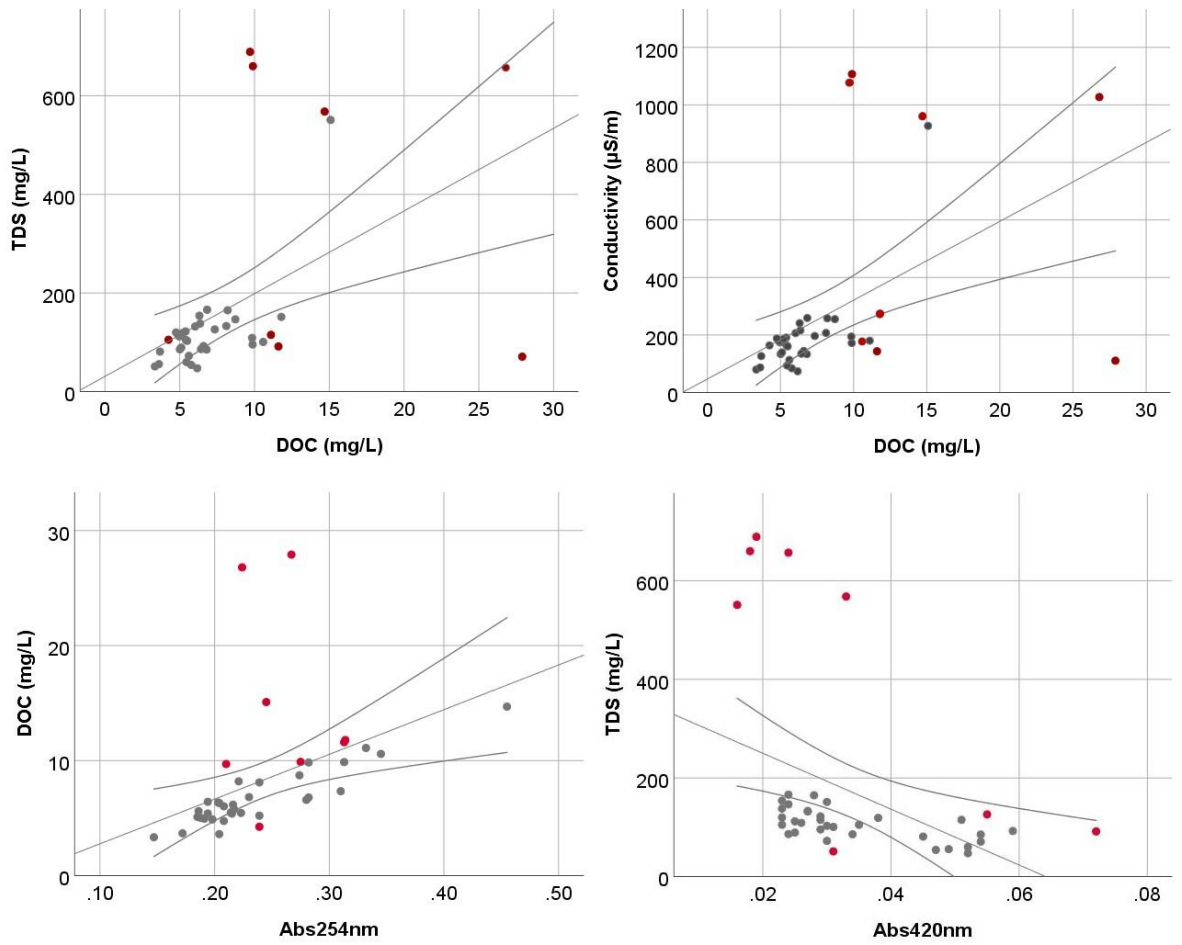 TDS (mg/L)
600
400
200
0
0 5 10 15 20 25 30
DOC (mg/L)
Conductivity (µS/m)
1200
1000
800
600
400
200
0
0 5 10 15 20 25 30
DOC (mg/L)
DOC (mg/L)
30
20
10
0
.10 .20 .30 .40 .50
Abs254nm
TDS (mg/L)
600
400
200
0
.02 .04 .06 .08
Abs420nm